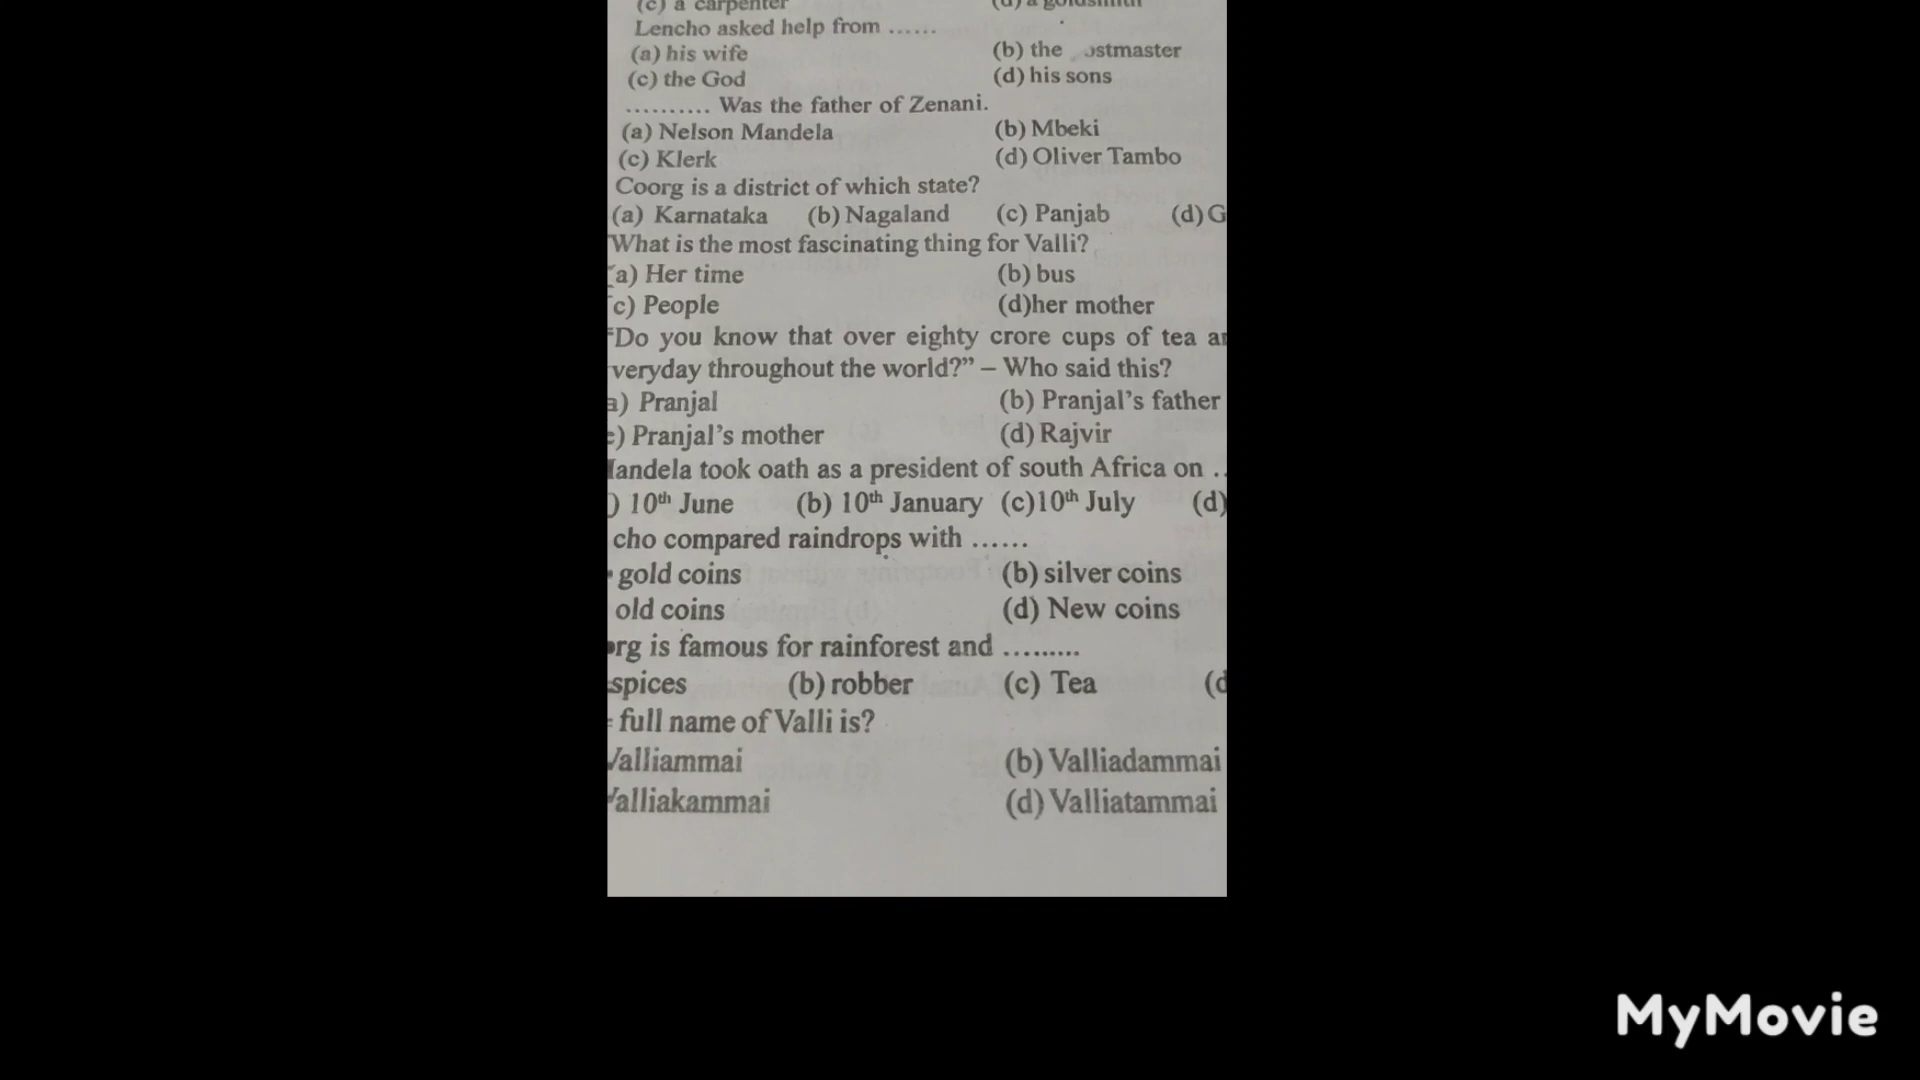 (c) a carpenter (d) a goldsmith
Lencho asked help from ......
(a) his wife (b) the ostmaster
(c) the God (d) his sons
.......... Was the father of Zenani.
(a) Nelson Mandela (b) Mbeki
(c) Klerk (d) Oliver Tambo
Coorg is a district of which state?
(a) Karnataka (b) Nagaland (c) Panjab (d) G
What is the most fascinating thing for Valli?
a) Her time (b) bus
c) People (d)her mother
"Do you know that over eighty crore cups of tea
veryday throughout the world?" – Who said this?
a) Pranjal (b) Pranjal's father
) Pranjal's mother (d) Rajvir
andela took oath as a president of south Africa on ..
) 10th June (b) 10th January (c)10th July (d)
cho compared raindrops with ......
gold coins (b) silver coins
old coins (d) New coins
rg is famous for rainforest and .........
spices (b) robber (c) Tea (d
full name of Valli is?
Valliammai (b) Valliadammai
Valliakammai (d) Valliatammai
MyMovie